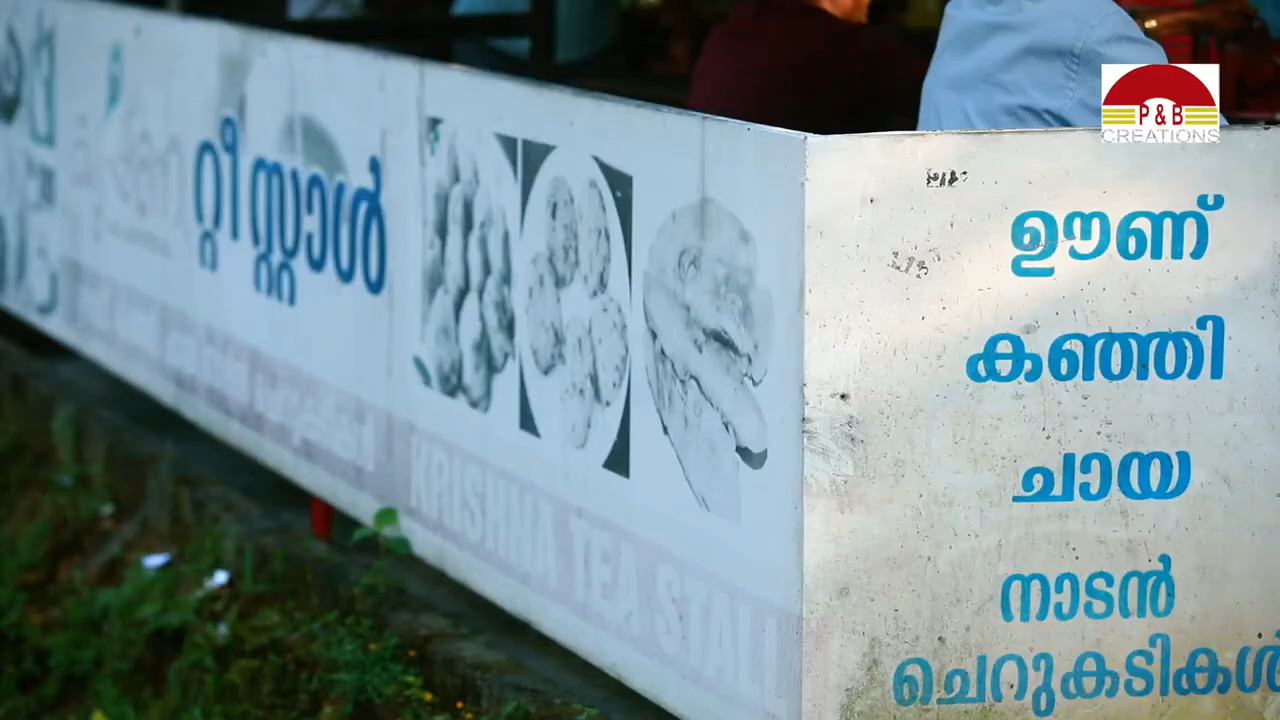 റ്റീ സ്റ്റാൾ
KRISHNA TEA STALL
P & B
CREATIONS
ഊണ്
കഞ്ഞി
ചായ
നാടൻ
ചെറുകടികൾ